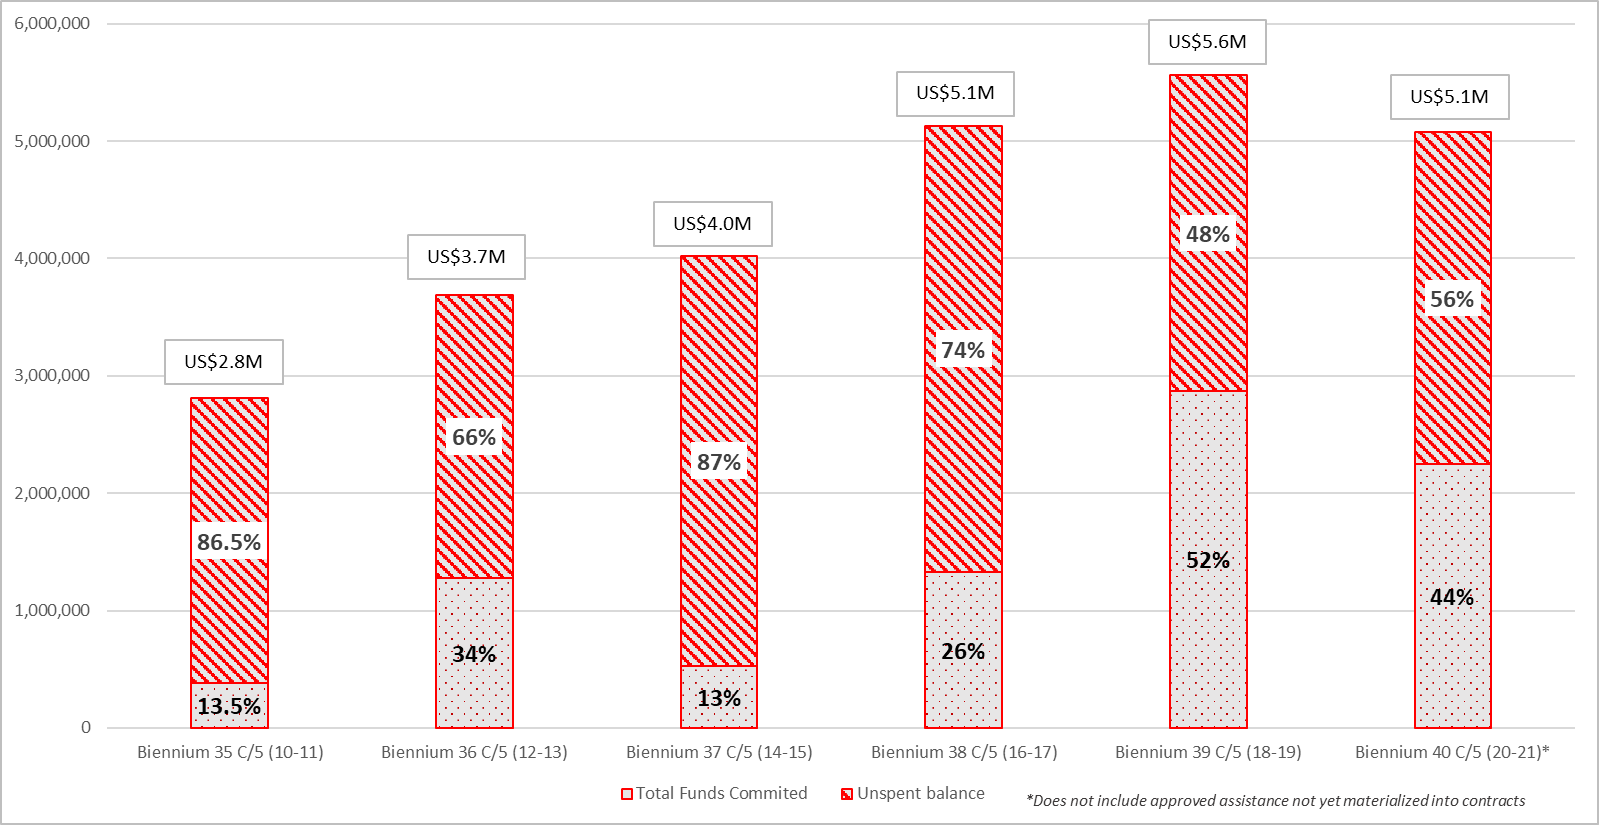 6,000,000
5,000,000
4,000,000
3,000,000
2,000,000
1,000,000
0
US$2.8M
US$3.7M
US$4.0M
US$5.1M
US$5.6M
US$5.1M
86.5%
66%
87%
74%
48%
56%
13.5%
34%
13%
26%
52%
44%
Biennium 35 C/5 (10-11)
Biennium 36 C/5 (12-13)
Biennium 37 C/5 (14-15)
Biennium 38 C/5 (16-17)
Biennium 39 C/5 (18-19)
Biennium 40 C/5 (20-21)*
Total Funds Commited
Unspent balance
*Does not include approved assistance not yet materialized into contracts